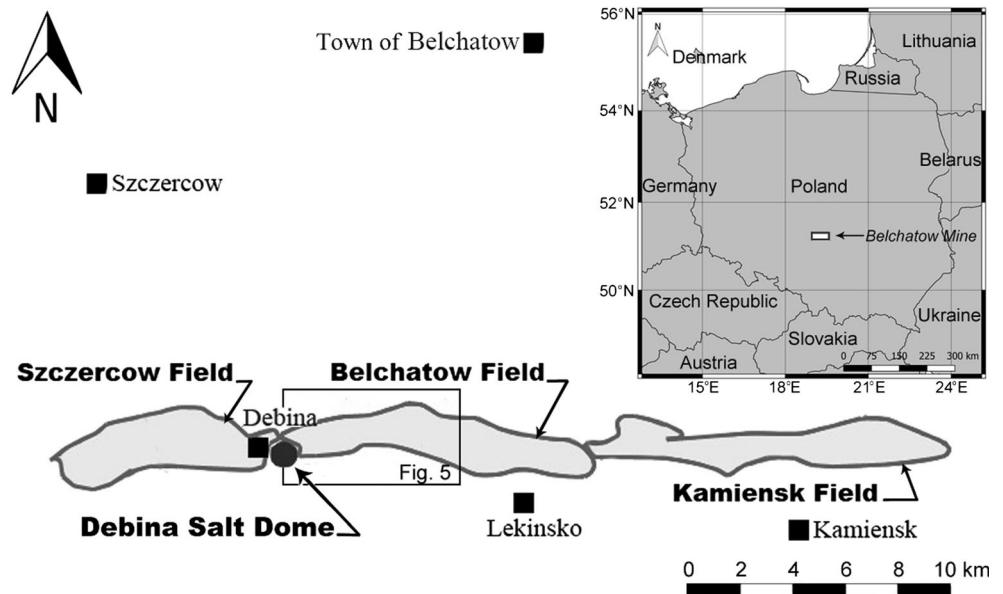 N
Town of Belchatow
Szczercow
56°N
54°N
52°N
50°N
15°E
18°E
21°E
24°E
Denmark
Lithuania
Russia
Belarus
Germany
Poland
Belchatow Mine
Czech Republic
Ukraine
Slovakia
Austria
0 75 150 225 300 km
Szczercow Field
Belchatow Field
Debina
Fig. 5
Kamiensk Field
Debina Salt Dome
Lekinsko
Kamiensk
0 2 4 6 8 10 km